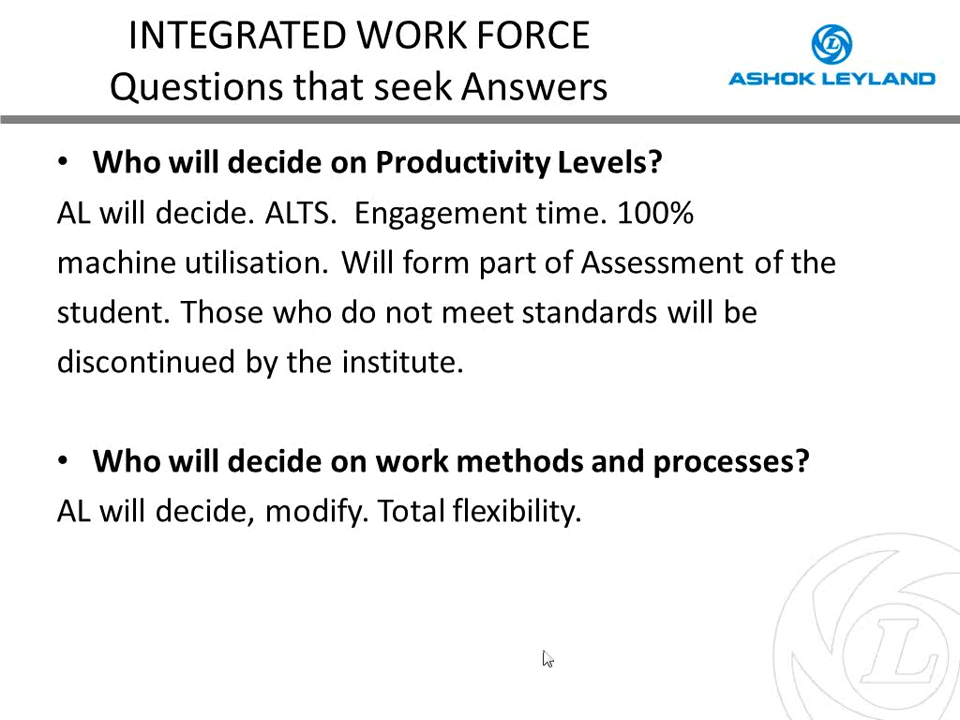 INTEGRATED WORK FORCE
Questions that seek Answers
ASHOK LEYLAND
• Who will decide on Productivity Levels?
AL will decide. ALTS.  Engagement time. 100%
machine utilisation. Will form part of Assessment of the
student. Those who do not meet standards will be
discontinued by the institute.
• Who will decide on work methods and processes?
AL will decide, modify. Total flexibility.
L